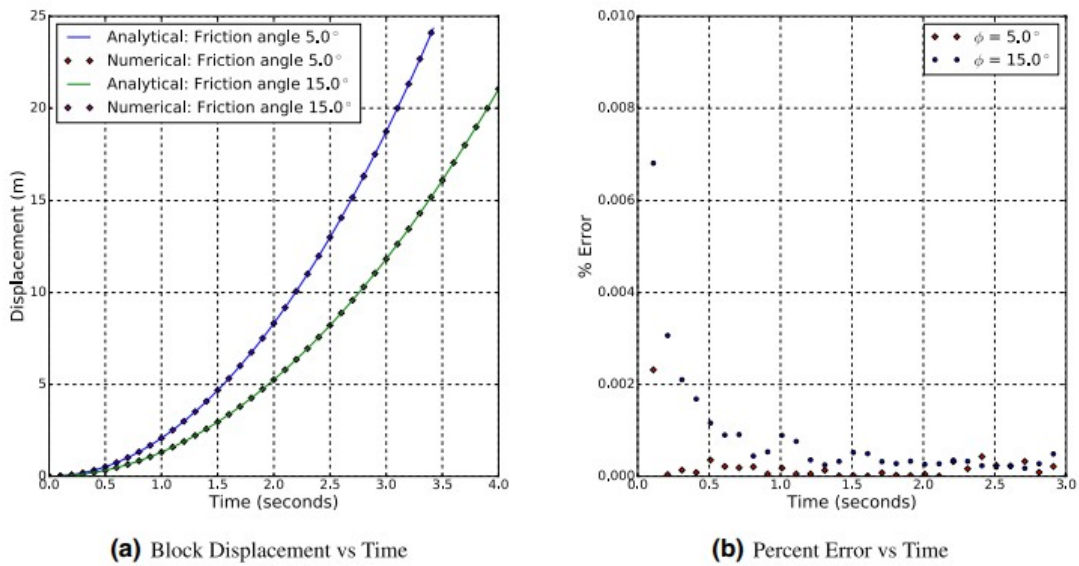 25
20
15
10
5
0
Displacement (m)
Analytical: Friction angle 5.0°
Numerical: Friction angle 5.0°
Analytical: Friction angle 15.0°
Numerical: Friction angle 15.0°
0.0 0.5 1.0 1.5 2.0 2.5 3.0 3.5 4.0
Time (seconds)
(a) Block Displacement vs Time
0.010
0.008
0.006
0.004
0.002
0.000
% Error
ϕ = 5.0°
ϕ = 15.0°
0.0 0.5 1.0 1.5 2.0 2.5 3.0
Time (seconds)
(b) Percent Error vs Time